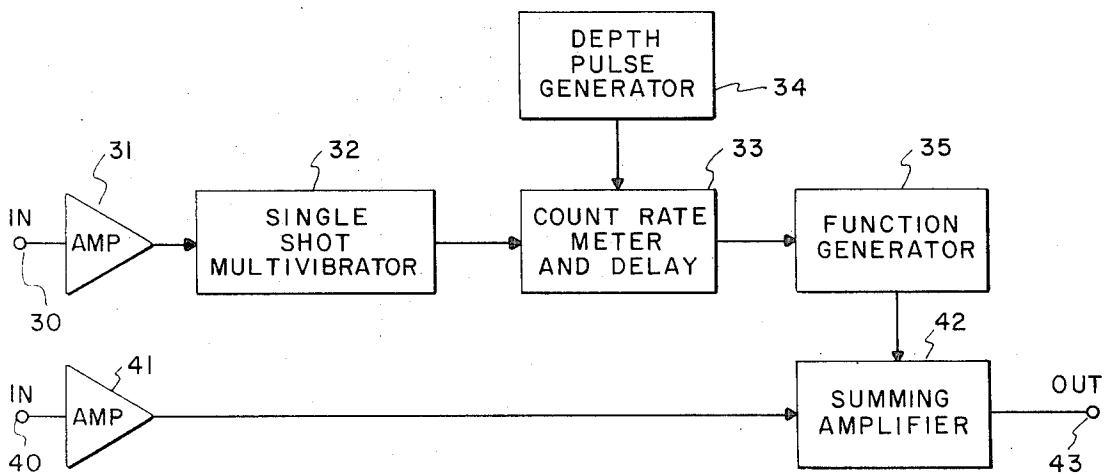 DEPTH
PULSE
GENERATOR
34
31
32
33
35
IN
AMP
SINGLE
SHOT
MULTIVIBRATOR
COUNT RATE
METER
AND DELAY
FUNCTION
GENERATOR
30
41
42
IN
AMP
SUMMING
AMPLIFIER
OUT
40
43